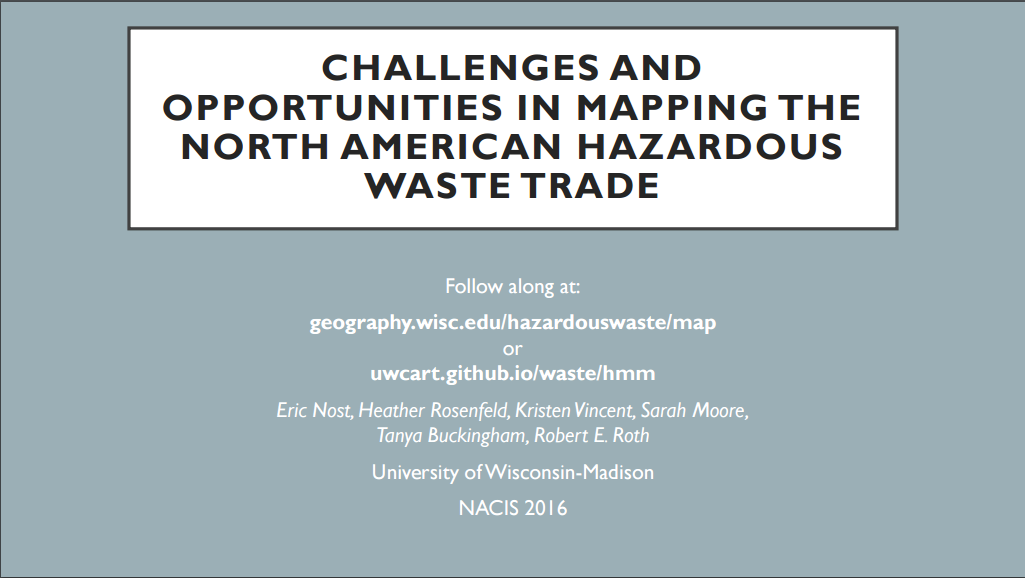 CHALLENGES AND
OPPORTUNITIES IN MAPPING THE
NORTH AMERICAN HAZARDOUS
WASTE TRADE
Follow along at:
geography.wisc.edu/hazardouswaste/map
or
uwcart.github.io/waste/hmm
Eric Nost, Heather Rosenfeld, Kristen Vincent, Sarah Moore,
Tanya Buckingham, Robert E. Roth
University of Wisconsin-Madison
NACIS 2016